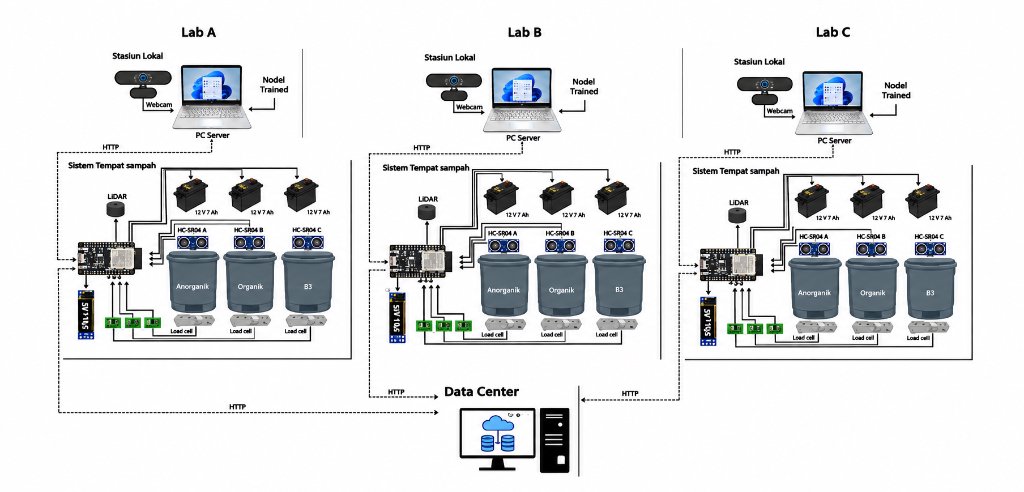 Lab A
Stasiun Lokal
Webcam
Nodel
Trained
PC Server
HTTP
Sistem Tempat sampah
LiDAR
12 V 7 Ah
12 V 7 Ah
12 V 7 Ah
HC-SR04 A
HC-SR04 B
HC-SR04 C
Anorganik
Organik
B3
Load cell
Load cell
Load cell
Lab B
Stasiun Lokal
Webcam
Nodel
Trained
PC Server
HTTP
Sistem Tempat sampah
LiDAR
12 V 7 Ah
12 V 7 Ah
12 V 7 Ah
HC-SR04 A
HC-SR04 B
HC-SR04 C
Anorganik
Organik
B3
Load cell
Load cell
Load cell
Lab C
Stasiun Lokal
Webcam
Nodel
Trained
PC Server
HTTP
Sistem Tempat sampah
LiDAR
12 V 7 Ah
12 V 7 Ah
12 V 7 Ah
HC-SR04 A
HC-SR04 B
HC-SR04 C
Anorganik
Organik
B3
Load cell
Load cell
Load cell
HTTP
HTTP
HTTP
Data Center